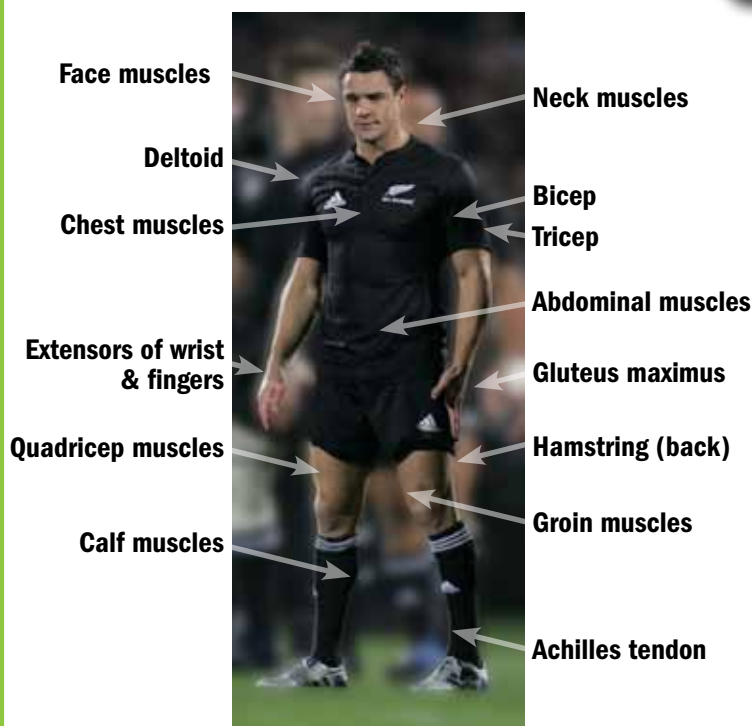 Face muscles
Deltoid
Chest muscles
Extensors of wrist
& fingers
Quadricep muscles
Calf muscles
Neck muscles
Bicep
Tricep
Abdominal muscles
Gluteus maximus
Hamstring (back)
Groin muscles
Achilles tendon